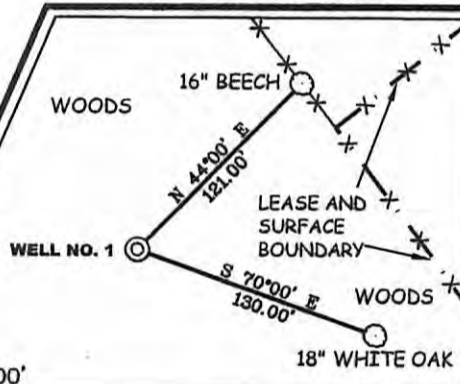 16" BEECH
WOODS
N 44°00' E
121.00'
LEASE AND
SURFACE
BOUNDARY
WELL NO. 1
S 70°00' E
130.00'
WOODS
18" WHITE OAK
00'